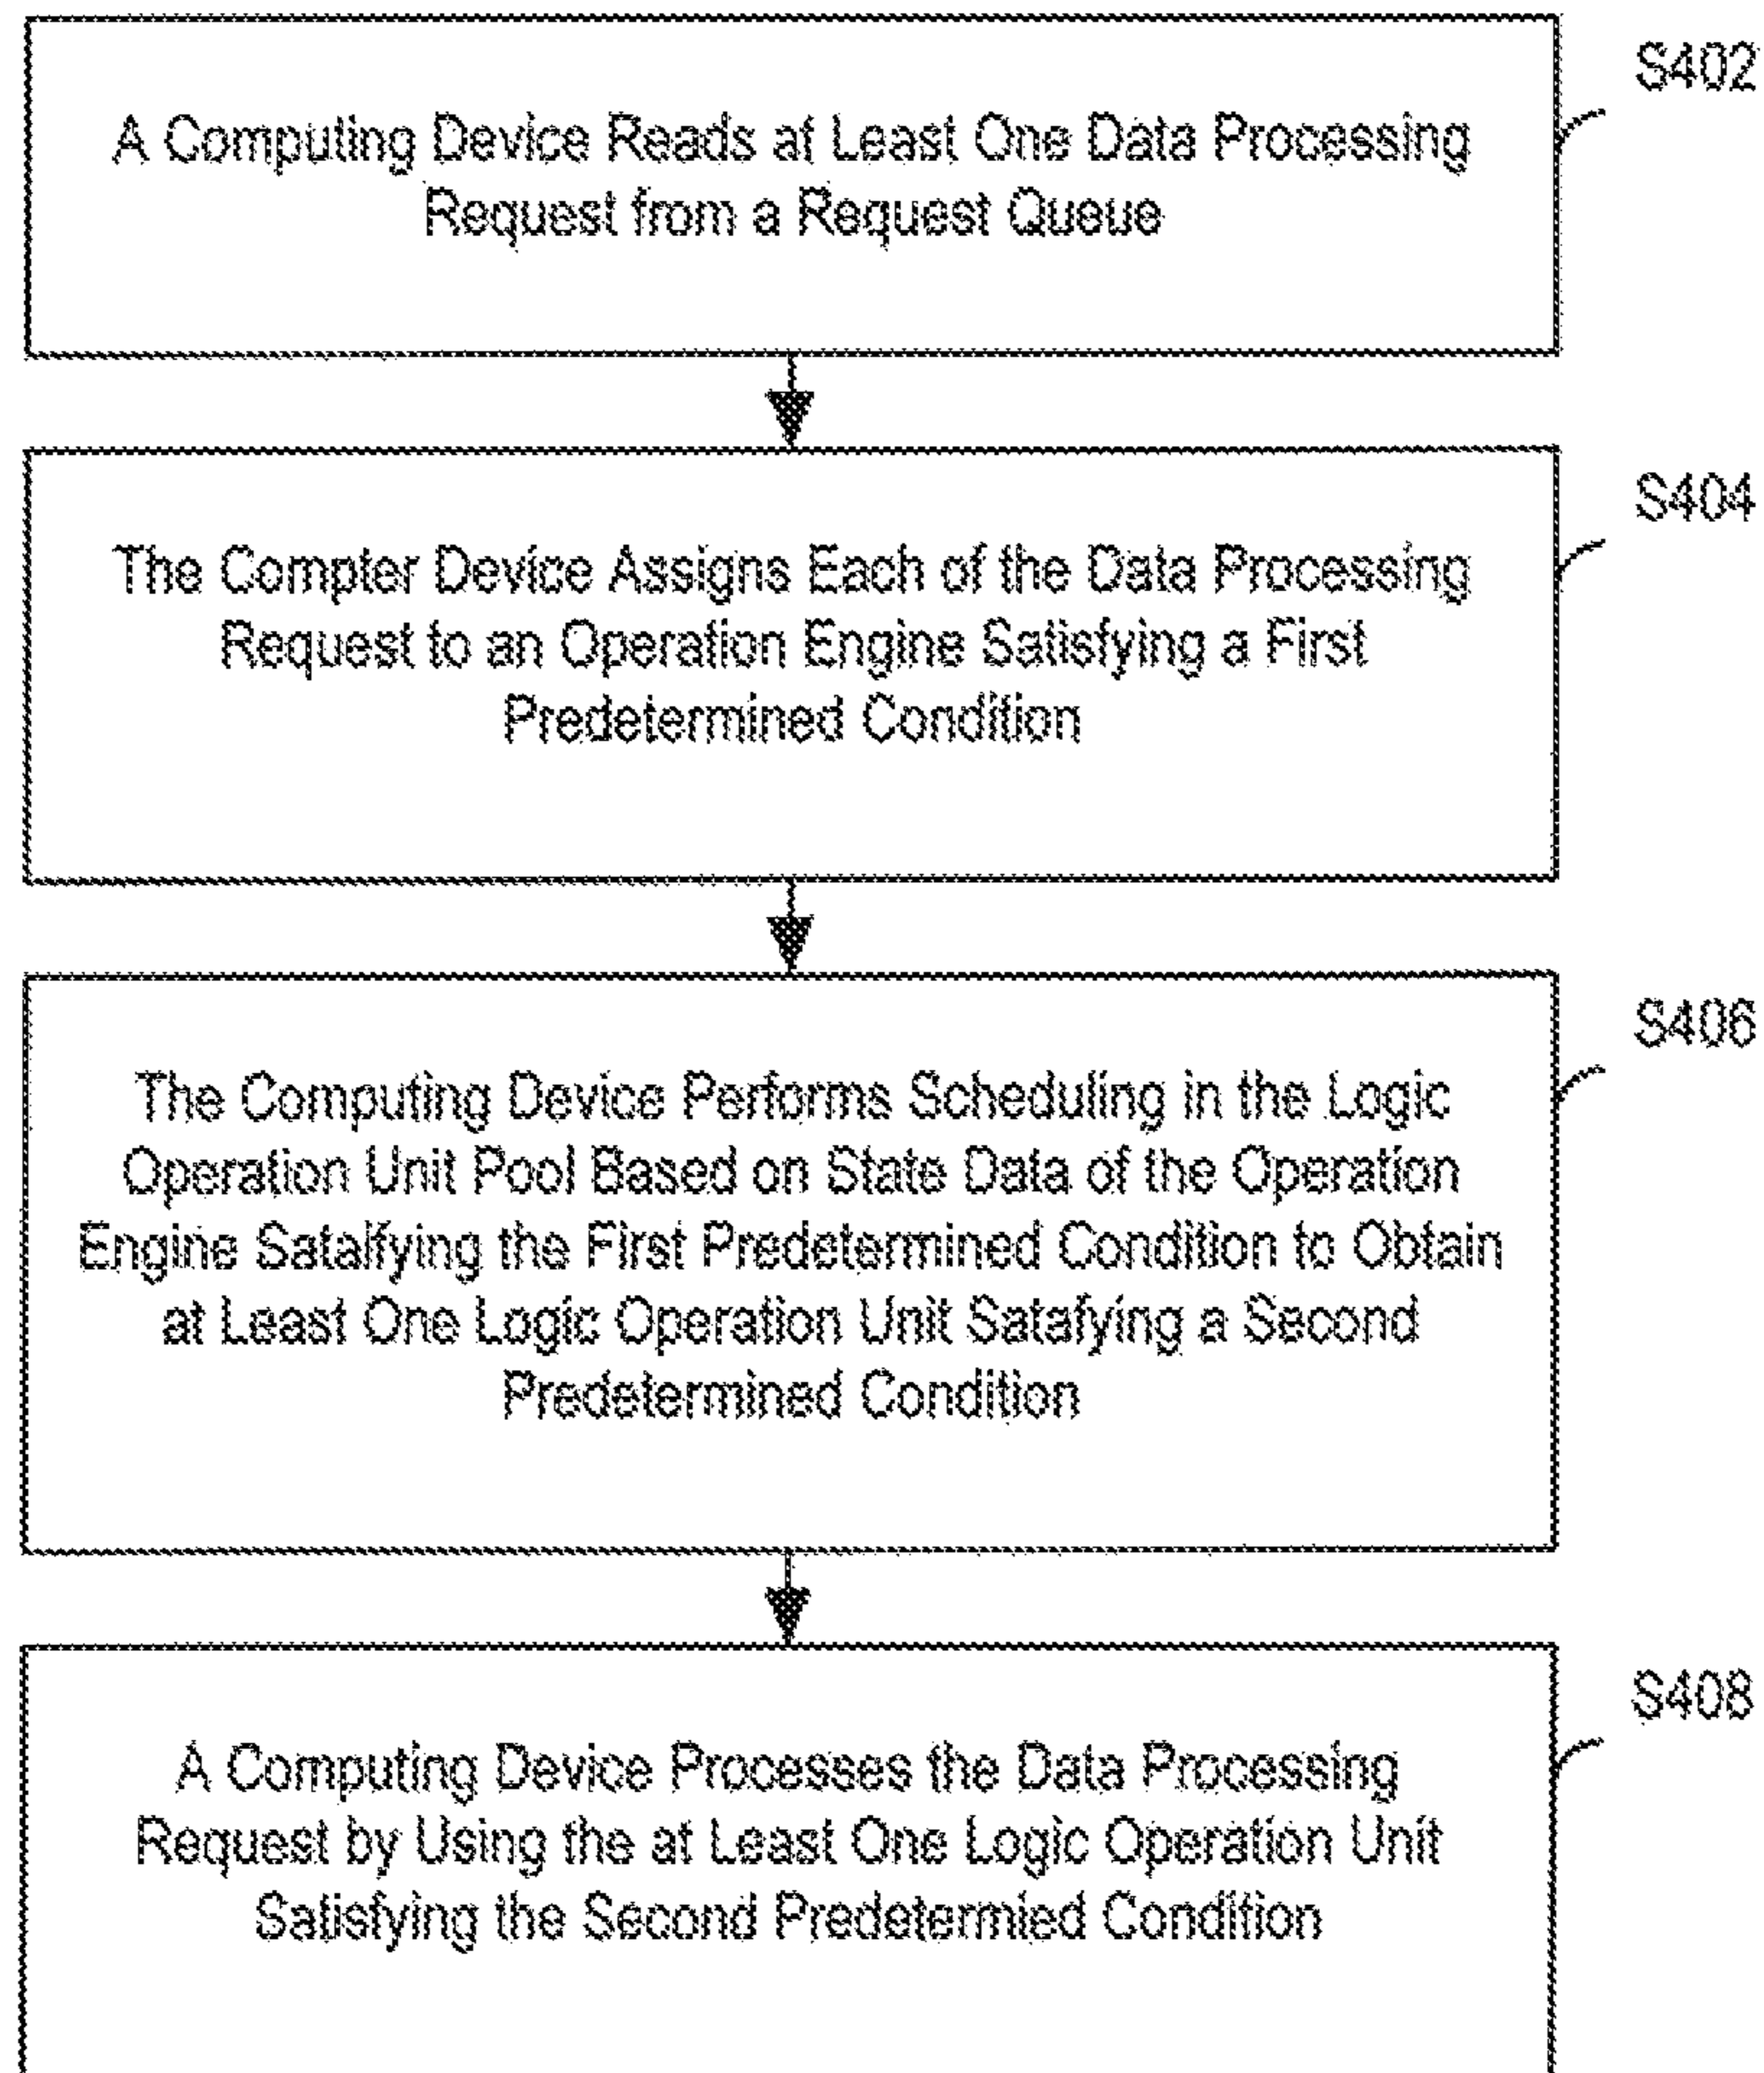 S402
A Computing Device Reads at Least One Data Processing
Request from a Request Queue
S404
The Compter Device Assigns Each of the Data Processing
Request to an Operation Engine Satisfying a First
Predetermined Condition
S406
The Computing Device Performs Scheduling in the Logic
Operation Unit Pool Based on State Data of the Operation
Engine Sataifying the First Predetermined Condition to Obtain
at Least One Logic Operation Unit Satafying a Second
Predetermined Condition
S408
A Computing Device Processes the Data Processing
Request by Using the at Least One Logic Operation Unit
Satisfying the Second Predetermied Condition